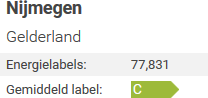 Nijmegen
Gelderland
Energielabels: 77,831
Gemiddeld label: C